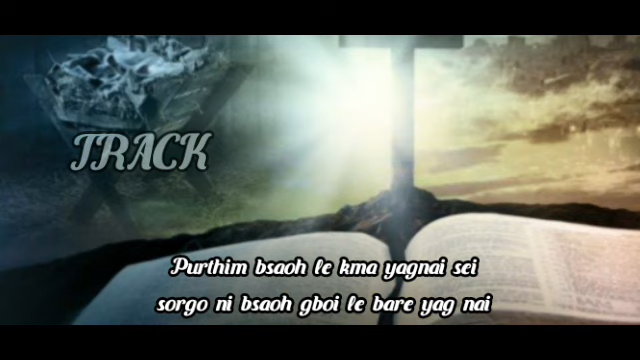 TRACK
Purthim bsaoh le kma yagnai sei
sorgo ni bsaoh gboi le bare yag nai